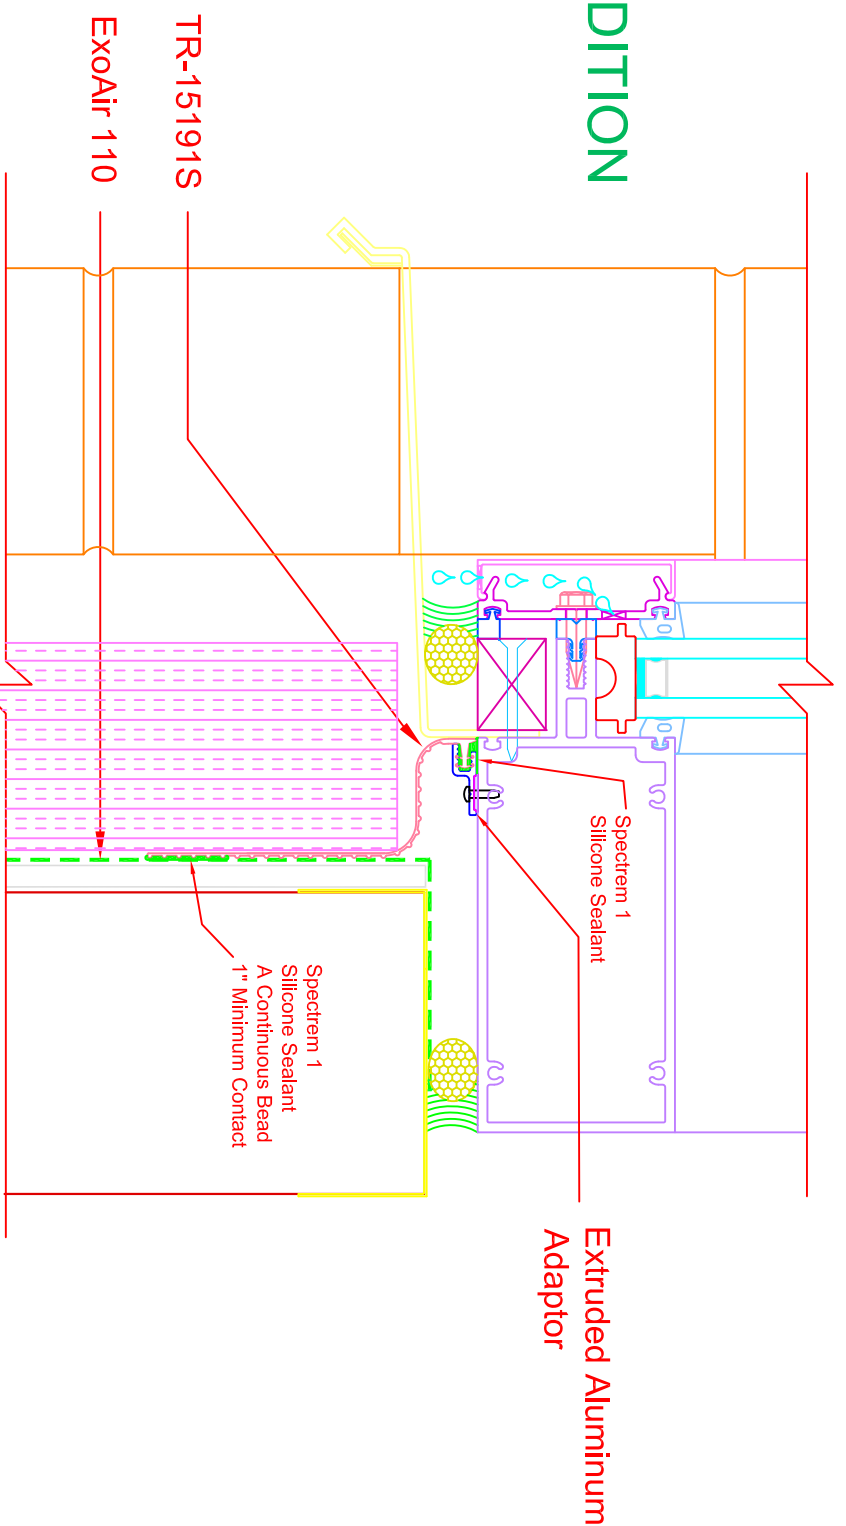 DITION
TR-15191S
ExoAir 110
Spectrem 1
Silicone Sealant
Spectrem 1
Silicone Sealant
A Continuous Bead
1" Minimum Contact
Extruded Aluminum
Adaptor